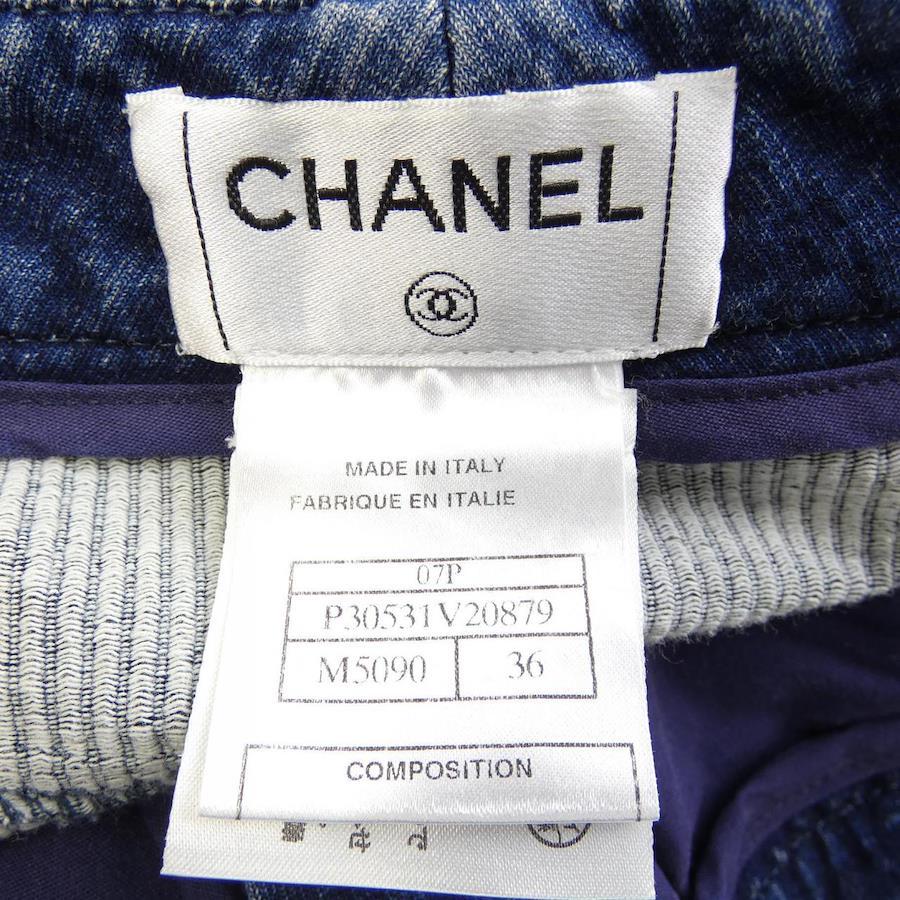 CHANEL
MADE IN ITALY
FABRIQUE EN ITALIE
07P
P30531V20879
M5090 36
COMPOSITION